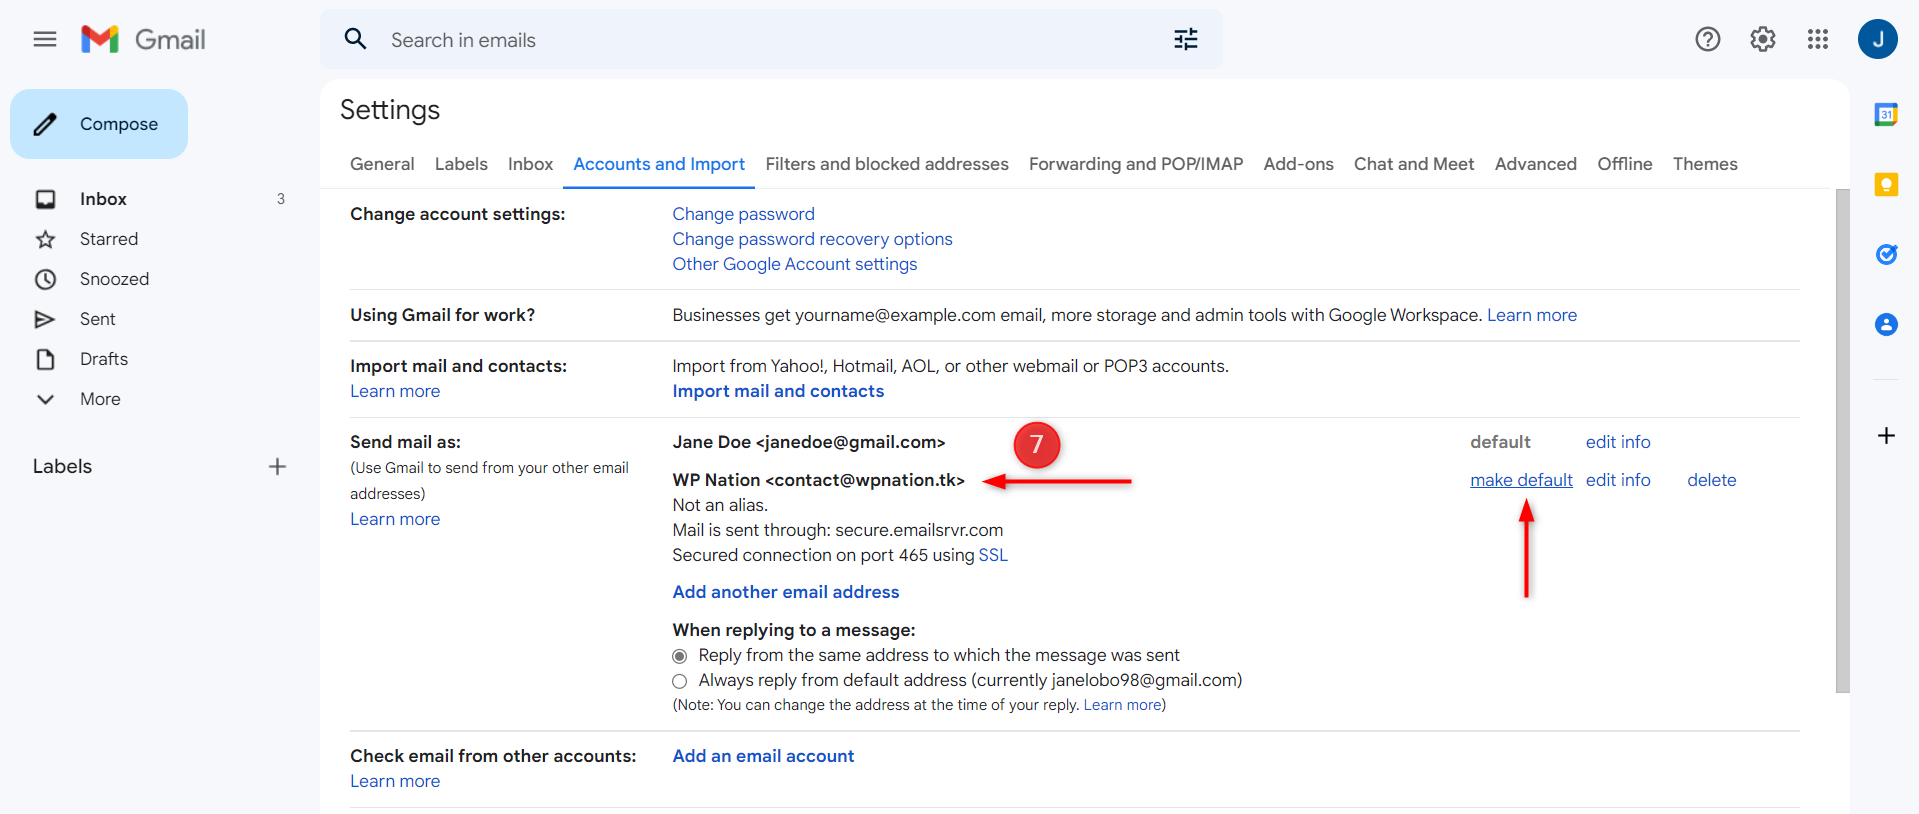 Gmail
Search in emails
J
Compose
Inbox 3
Starred
Snoozed
Sent
Drafts
More
Labels
Settings
General Labels Inbox Accounts and Import Filters and blocked addresses Forwarding and POP/IMAP Add-ons Chat and Meet Advanced Offline Themes
Change account settings: Change password
Change password recovery options
Other Google Account settings
Using Gmail for work? Businesses get yourname@example.com email, more storage and admin tools with Google Workspace. Learn more
Import mail and contacts: Import from Yahoo!, Hotmail, AOL, or other webmail or POP3 accounts.
Learn more Import mail and contacts
Send mail as: Jane Doe <janedoe@gmail.com> 7 default edit info
(Use Gmail to send from your other email
addresses)
Learn more
WP Nation <contact@wpnation.tk> make default edit info delete
Not an alias.
Mail is sent through: secure.emailsrvr.com
Secured connection on port 465 using SSL
Add another email address
When replying to a message:
Reply from the same address to which the message was sent
Always reply from default address (currently janelobo98@gmail.com)
(Note: You can change the address at the time of your reply. Learn more)
Check email from other accounts: Add an email account
Learn more
31